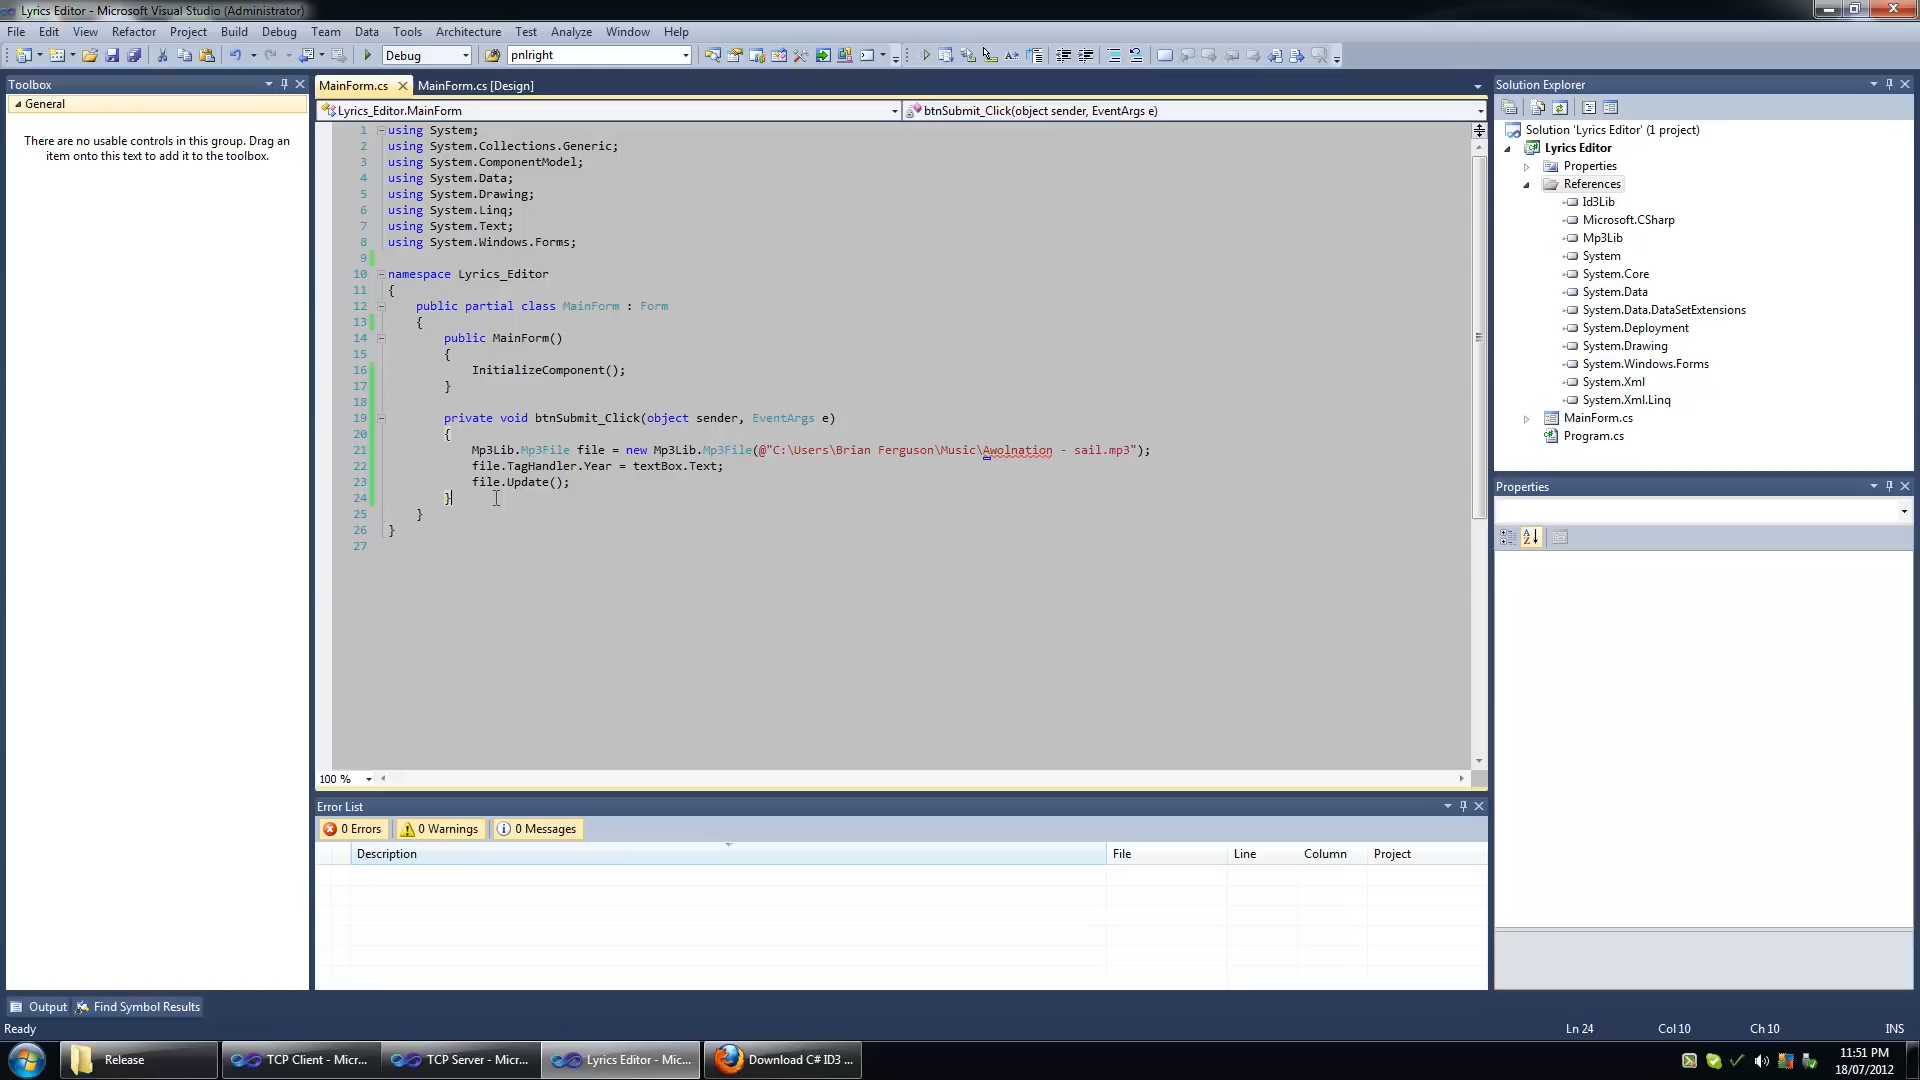 Lyrics Editor - Microsoft Visual Studio (Administrator)
File Edit View Refactor Project Build Debug Team Data Tools Architecture Test Analyze Window Help
Debug pnlright
Toolbox
General
There are no usable controls in this group. Drag an
item onto this text to add it to the toolbox.
MainForm.cs MainForm.cs [Design]
Lyrics_Editor.MainForm btnSubmit_Click(object sender, EventArgs e)
1 using System;
2 using System.Collections.Generic;
3 using System.ComponentModel;
4 using System.Data;
5 using System.Drawing;
6 using System.Linq;
7 using System.Text;
8 using System.Windows.Forms;
9
10 namespace Lyrics_Editor
11 {
12 public partial class MainForm : Form
13 {
14 public MainForm()
15 {
16 InitializeComponent();
17 }
18
19 private void btnSubmit_Click(object sender, EventArgs e)
20 {
21 Mp3Lib.Mp3File file = new Mp3Lib.Mp3File(@"C:\Users\Brian Ferguson\Music\Awolnation - sail.mp3");
22 file.TagHandler.Year = textBox.Text;
23 file.Update();
24 }
25 }
26 }
27
100 %
Error List
0 Errors 0 Warnings 0 Messages
Description File Line Column Project
Solution Explorer
Solution 'Lyrics Editor' (1 project)
Lyrics Editor
Properties
References
Id3Lib
Microsoft.CSharp
Mp3Lib
System
System.Core
System.Data
System.Data.DataSetExtensions
System.Deployment
System.Drawing
System.Windows.Forms
System.Xml
System.Xml.Linq
MainForm.cs
Program.cs
Properties
Output Find Symbol Results
Ready Ln 24 Col 10 Ch 10 INS
Release TCP Client - Micr... TCP Server - Micr... Lyrics Editor - Mic... Download C# ID3 ...
11:51 PM
18/07/2012